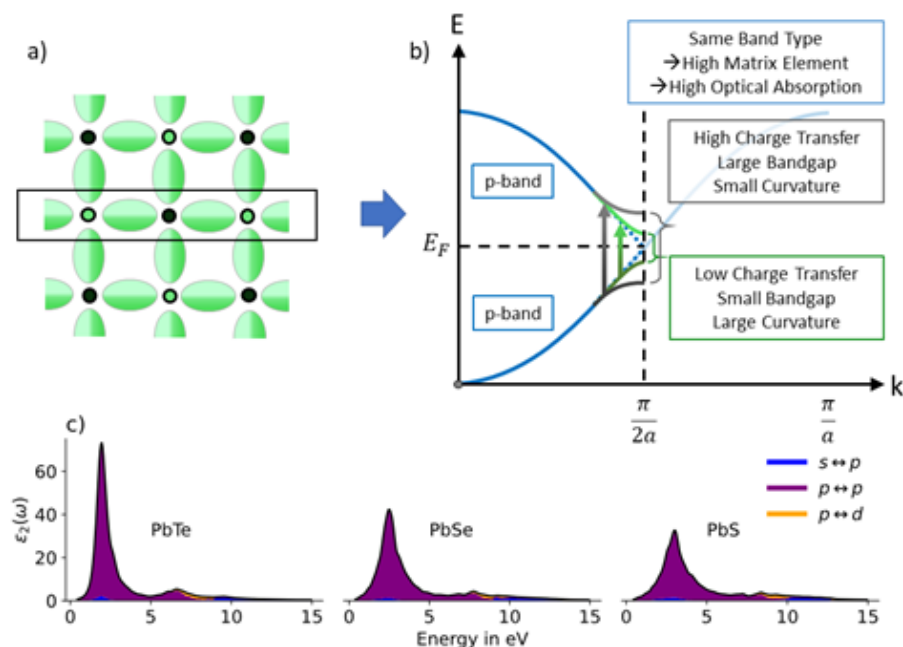 a)
b)
E
Same Band Type
→High Matrix Element
→High Optical Absorption
p-band
High Charge Transfer
Large Bandgap
Small Curvature
E_F
p-band
Low Charge Transfer
Small Bandgap
Large Curvature
k
π/2a
π/a
c)
s↔p
p↔p
p↔d
ε₂(ω)
60
40
20
0
PbTe
PbSe
PbS
0 5 10 15
0 5 10 15
0 5 10 15
Energy in eV